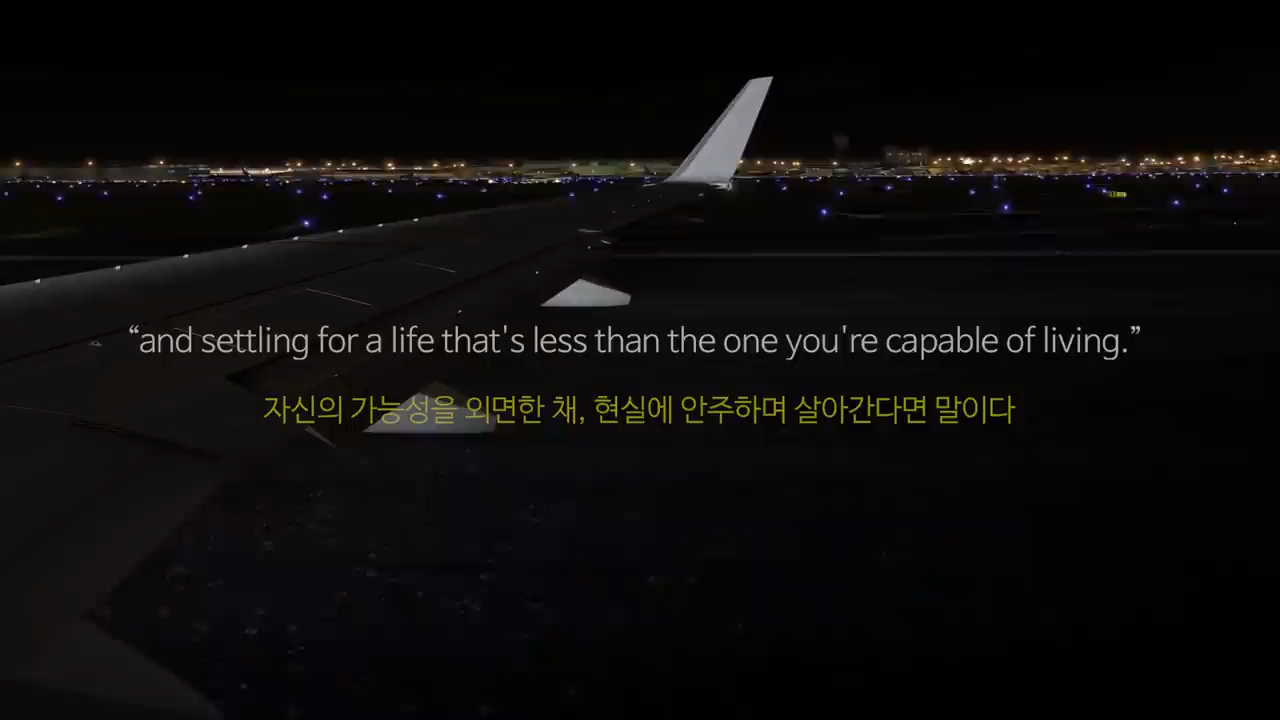 “and settling for a life that's less than the one you're capable of living.”
자신의 가능성을 외면한 채, 현실에 안주하며 살아간다면 말이다